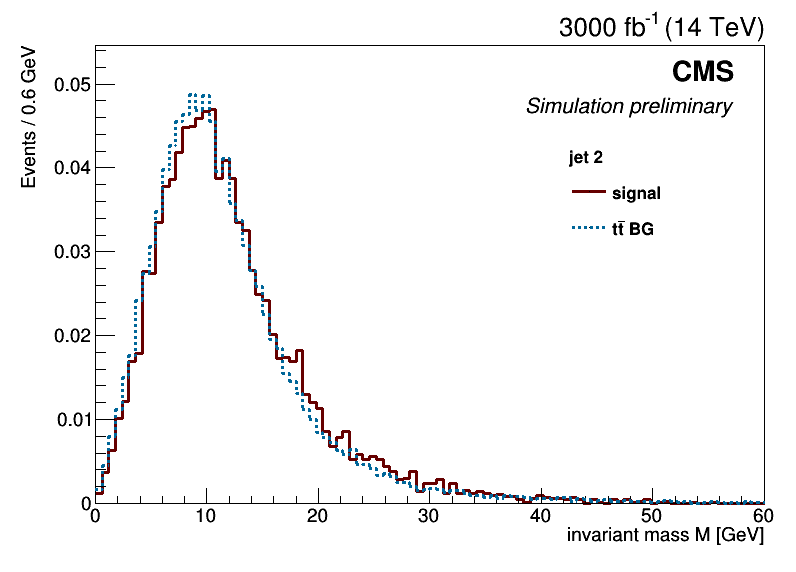 3000 fb⁻¹ (14 TeV)
Events / 0.6 GeV
CMS
Simulation preliminary
jet 2
signal
tt̄ BG
0.05
0.04
0.03
0.02
0.01
0
0 10 20 30 40 50 60
invariant mass M [GeV]